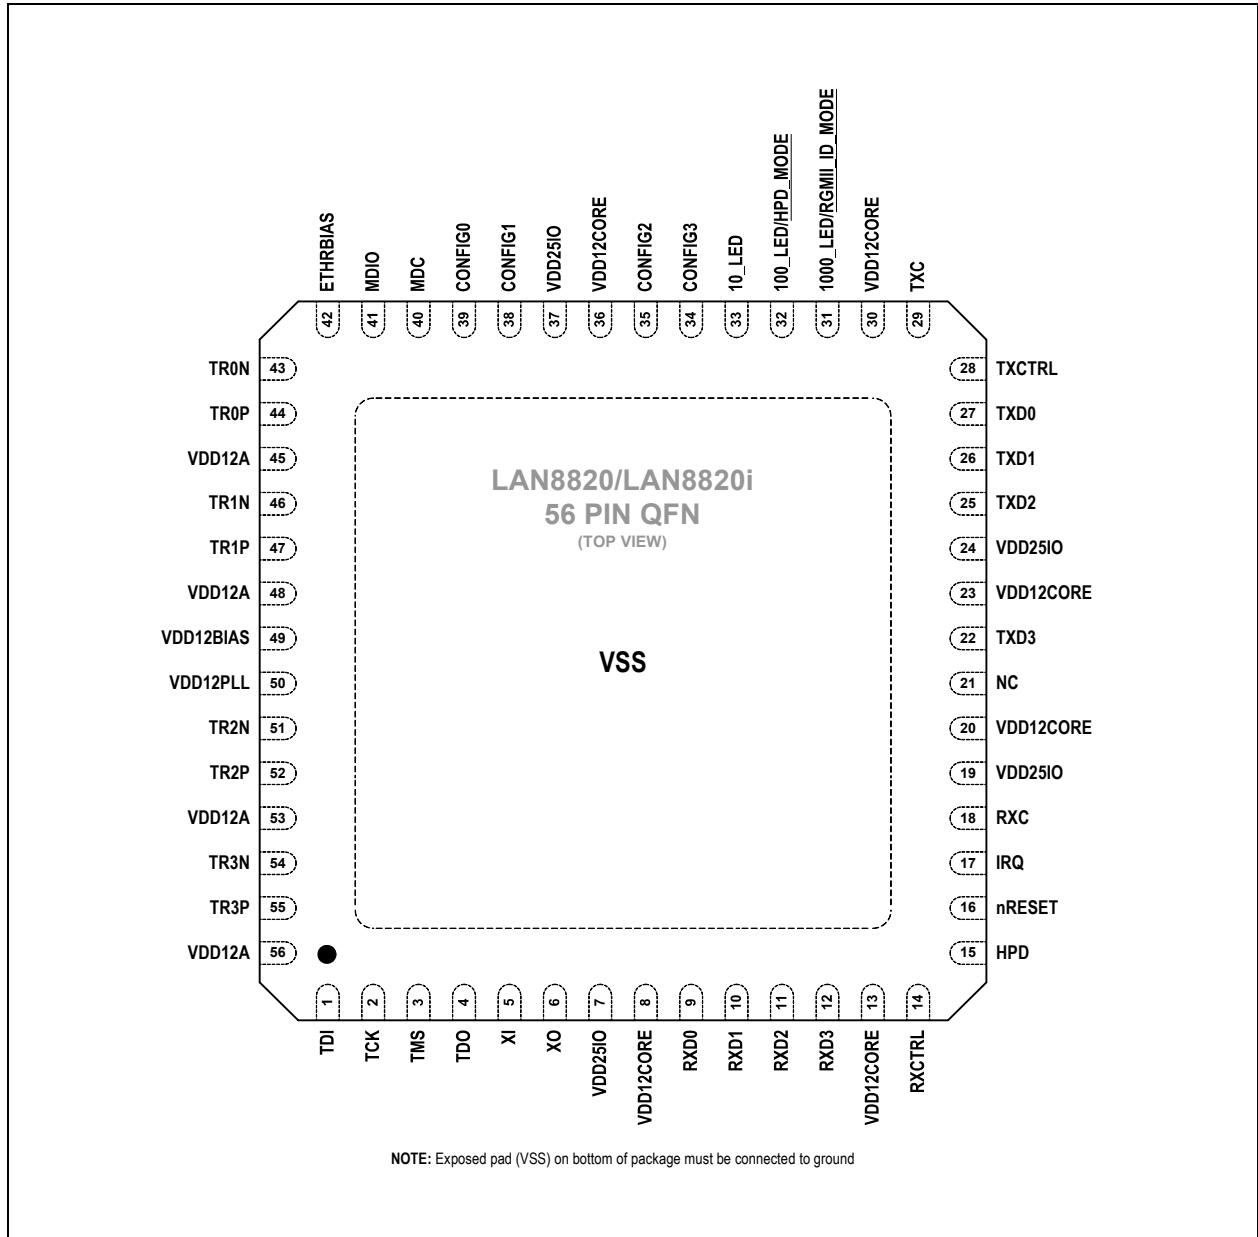 ETHRBIAS
MDIO
MDC
CONFIG0
CONFIG1
VDD25IO
VDD12CORE
CONFIG2
CONFIG3
10_LED
100_LED/HPD_MODE
1000_LED/RGMII_ID_MODE
VDD12CORE
TXC
42
41
40
39
38
37
36
35
34
33
32
31
30
29
TR0N 43
TR0P 44
VDD12A 45
TR1N 46
TR1P 47
VDD12A 48
VDD12BIAS 49
VDD12PLL 50
TR2N 51
TR2P 52
VDD12A 53
TR3N 54
TR3P 55
VDD12A 56
LAN8820/LAN8820i
56 PIN QFN
(TOP VIEW)
VSS
28 TXCTRL
27 TXD0
26 TXD1
25 TXD2
24 VDD25IO
23 VDD12CORE
22 TXD3
21 NC
20 VDD12CORE
19 VDD25IO
18 RXC
17 IRQ
16 nRESET
15 HPD
1
2
3
4
5
6
7
8
9
10
11
12
13
14
TDI
TCK
TMS
TDO
XI
XO
VDD25IO
VDD12CORE
RXD0
RXD1
RXD2
RXD3
VDD12CORE
RXCTRL
NOTE: Exposed pad (VSS) on bottom of package must be connected to ground